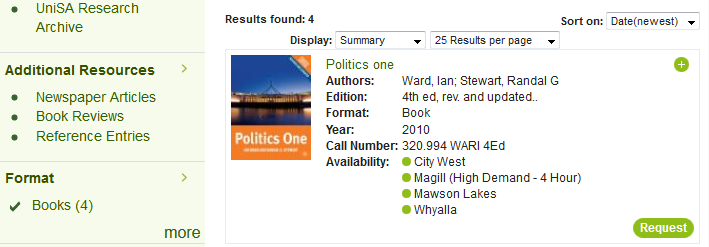 UniSA Research
Archive
Additional Resources
Newspaper Articles
Book Reviews
Reference Entries
Format
Books (4)
more
Results found: 4
Sort on: Date(newest)
Display: Summary 25 Results per page
Politics One
Politics one
Authors: Ward, Ian; Stewart, Randal G
Edition: 4th ed, rev. and updated..
Format: Book
Year: 2010
Call Number: 320.994 WARI 4Ed
Availability: City West
Magill (High Demand - 4 Hour)
Mawson Lakes
Whyalla
Request